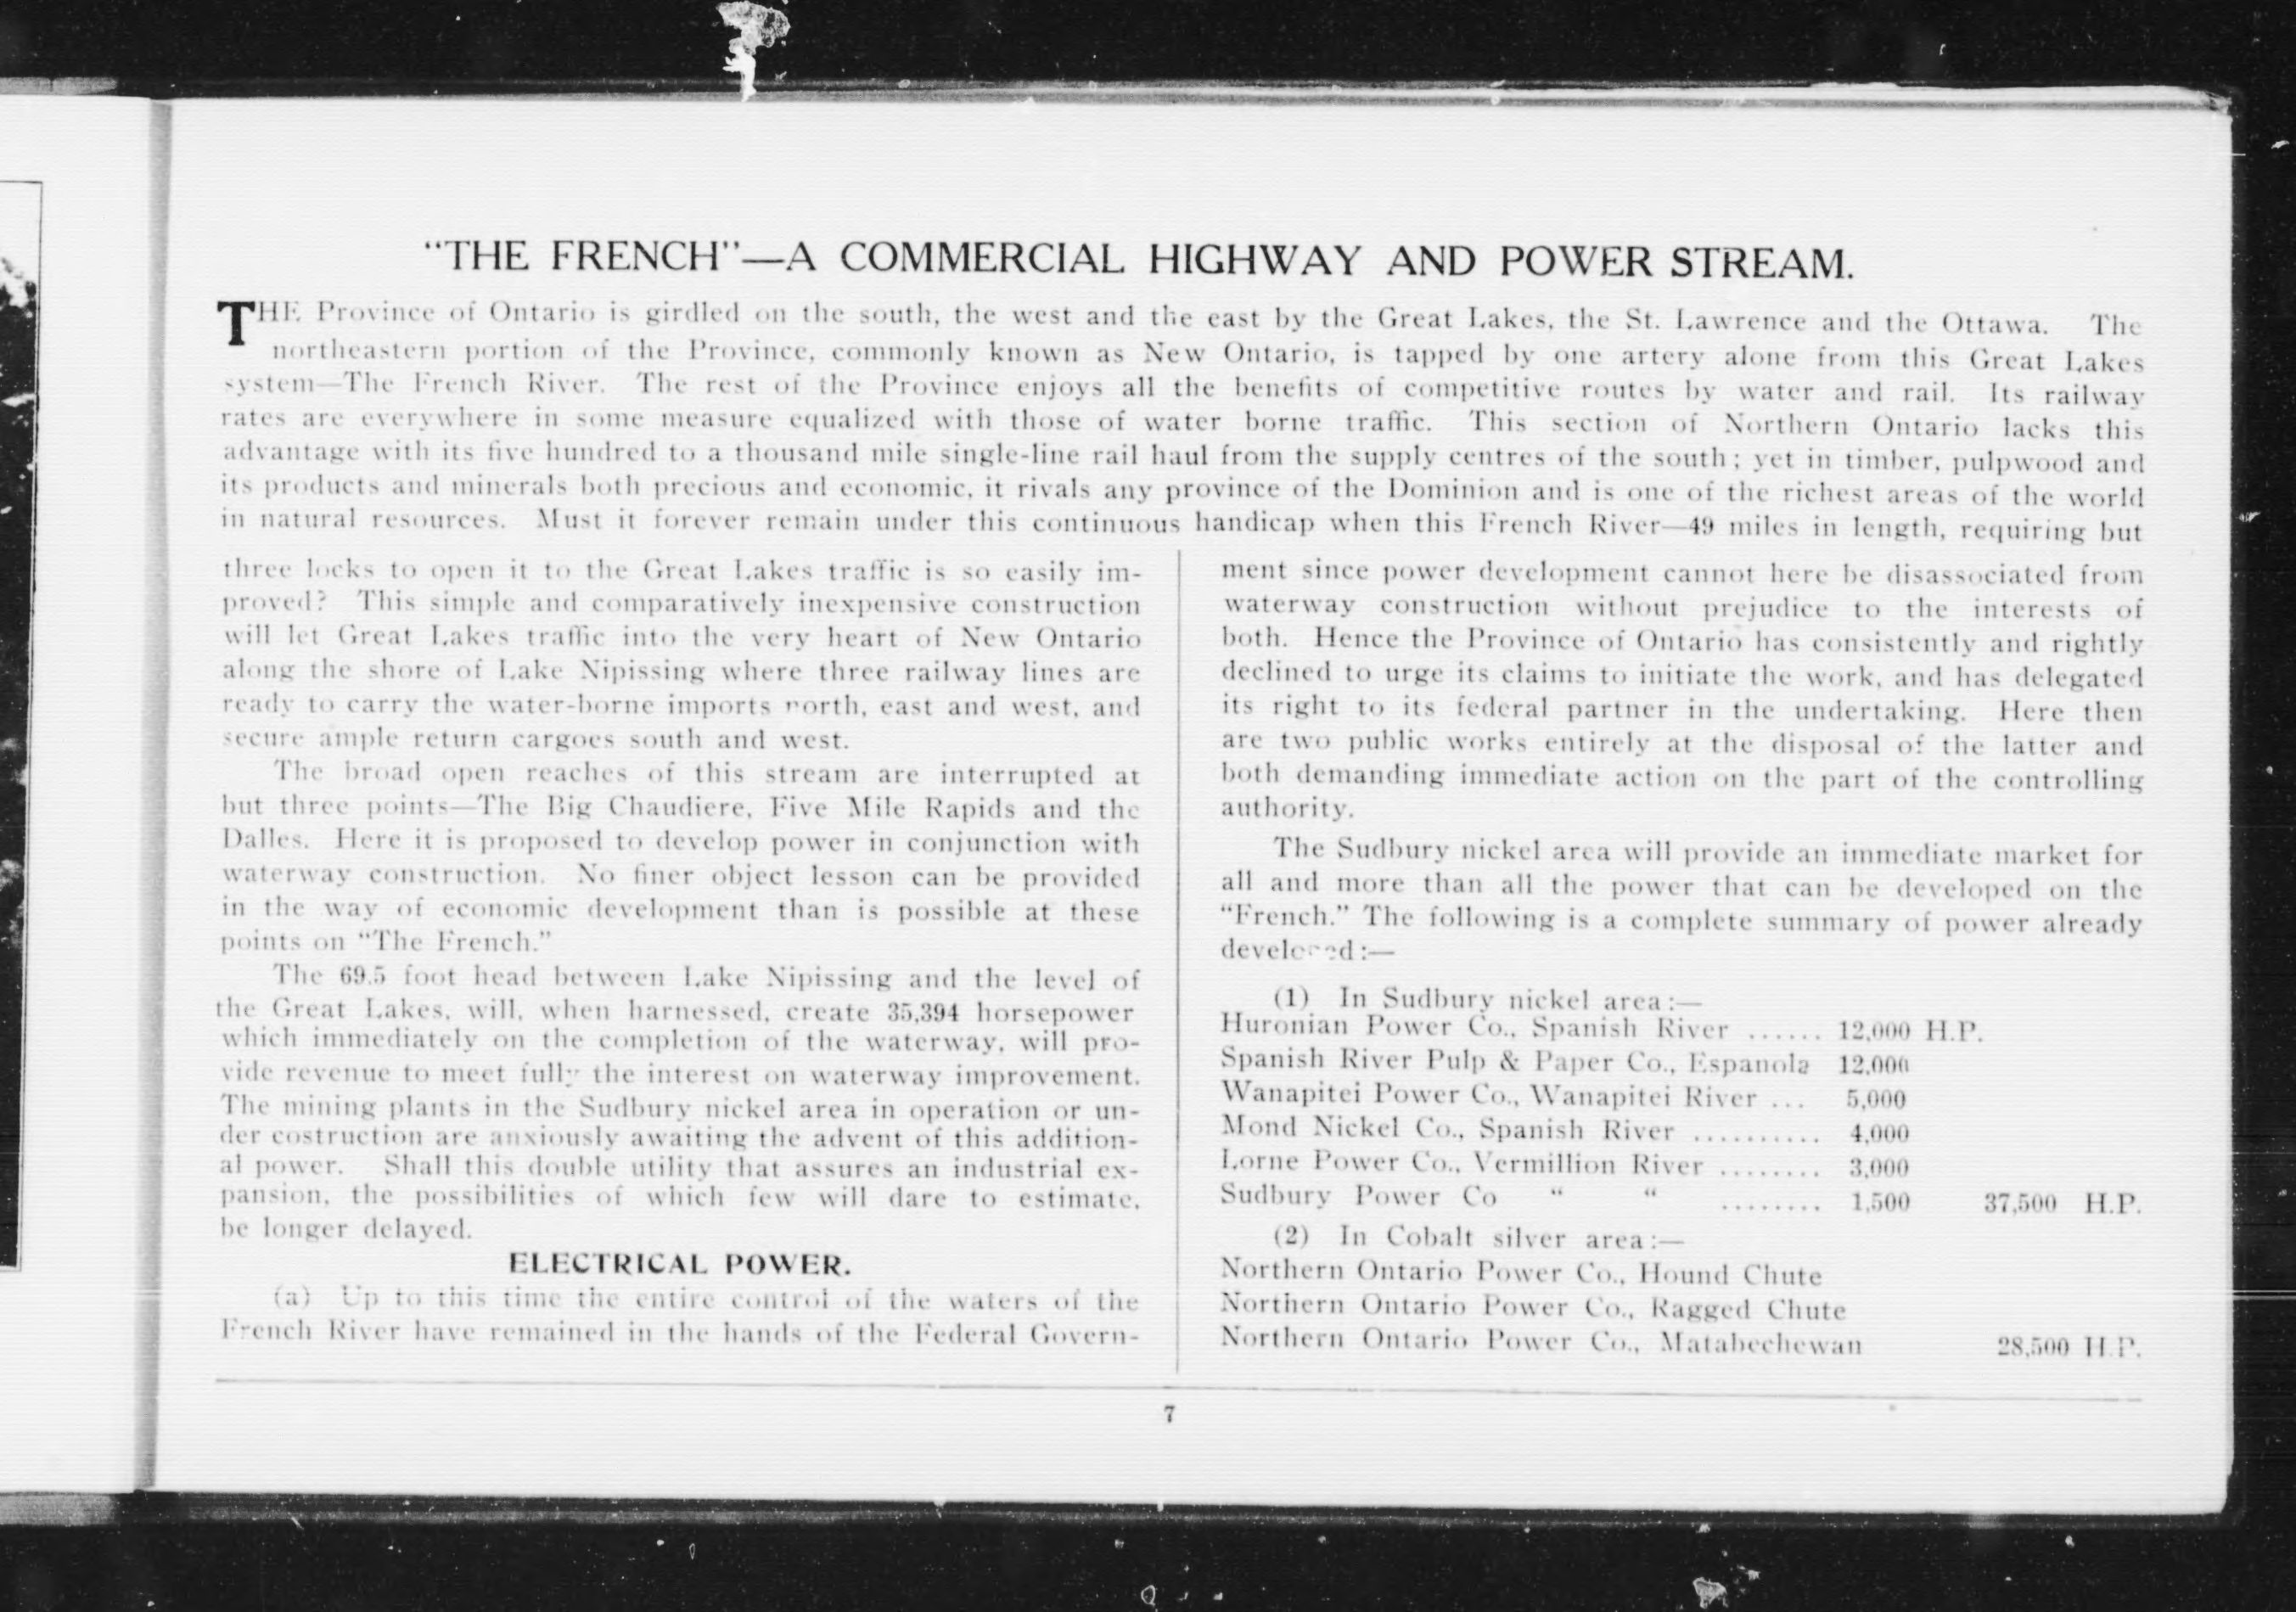 "THE FRENCH"—A COMMERCIAL HIGHWAY AND POWER STREAM.
THE Province of Ontario is girdled on the south, the west and the east by the Great Lakes, the St. Lawrence and the Ottawa. The
northeastern portion of the Province, commonly known as New Ontario, is tapped by one artery alone from this Great Lakes
system—The French River. The rest of the Province enjoys all the benefits of competitive routes by water and rail. Its railway
rates are everywhere in some measure equalized with those of water borne traffic. This section of Northern Ontario lacks this
advantage with its five hundred to a thousand mile single-line rail haul from the supply centres of the south; yet in timber, pulpwood and
its products and minerals both precious and economic, it rivals any province of the Dominion and is one of the richest areas of the world
in natural resources. Must it forever remain under this continuous handicap when this French River—49 miles in length, requiring but
three locks to open it to the Great Lakes traffic is so easily im-
proved? This simple and comparatively inexpensive construction
will let Great Lakes traffic into the very heart of New Ontario
along the shore of Lake Nipissing where three railway lines are
ready to carry the water-borne imports north, east and west, and
secure ample return cargoes south and west.
The broad open reaches of this stream are interrupted at
but three points—The Big Chaudiere, Five Mile Rapids and the
Dalles. Here it is proposed to develop power in conjunction with
waterway construction. No finer object lesson can be provided
in the way of economic development than is possible at these
points on "The French."
The 69.5 foot head between Lake Nipissing and the level of
the Great Lakes, will, when harnessed, create 35,394 horsepower
which immediately on the completion of the waterway, will pro-
vide revenue to meet fully the interest on waterway improvement.
The mining plants in the Sudbury nickel area in operation or un-
der costruction are anxiously awaiting the advent of this addition-
al power. Shall this double utility that assures an industrial ex-
pansion, the possibilities of which few will dare to estimate,
be longer delayed.
ELECTRICAL POWER.
(a) Up to this time the entire control of the waters of the
French River have remained in the hands of the Federal Govern-
ment since power development cannot here be disassociated from
waterway construction without prejudice to the interests of
both. Hence the Province of Ontario has consistently and rightly
declined to urge its claims to initiate the work, and has delegated
its right to its federal partner in the undertaking. Here then
are two public works entirely at the disposal of the latter and
both demanding immediate action on the part of the controlling
authority.
The Sudbury nickel area will provide an immediate market for
all and more than all the power that can be developed on the
"French." The following is a complete summary of power already
developed:—
(1) In Sudbury nickel area:—
Huronian Power Co., Spanish River ...... 12,000 H.P.
Spanish River Pulp & Paper Co., Espanola 12,000
Wanapitei Power Co., Wanapitei River ... 5,000
Mond Nickel Co., Spanish River .......... 4,000
Lorne Power Co., Vermillion River ........ 3,000
Sudbury Power Co " " ........ 1,500 37,500 H.P.
(2) In Cobalt silver area:—
Northern Ontario Power Co., Hound Chute
Northern Ontario Power Co., Ragged Chute
Northern Ontario Power Co., Matabechewan 28,500 H.P.
7